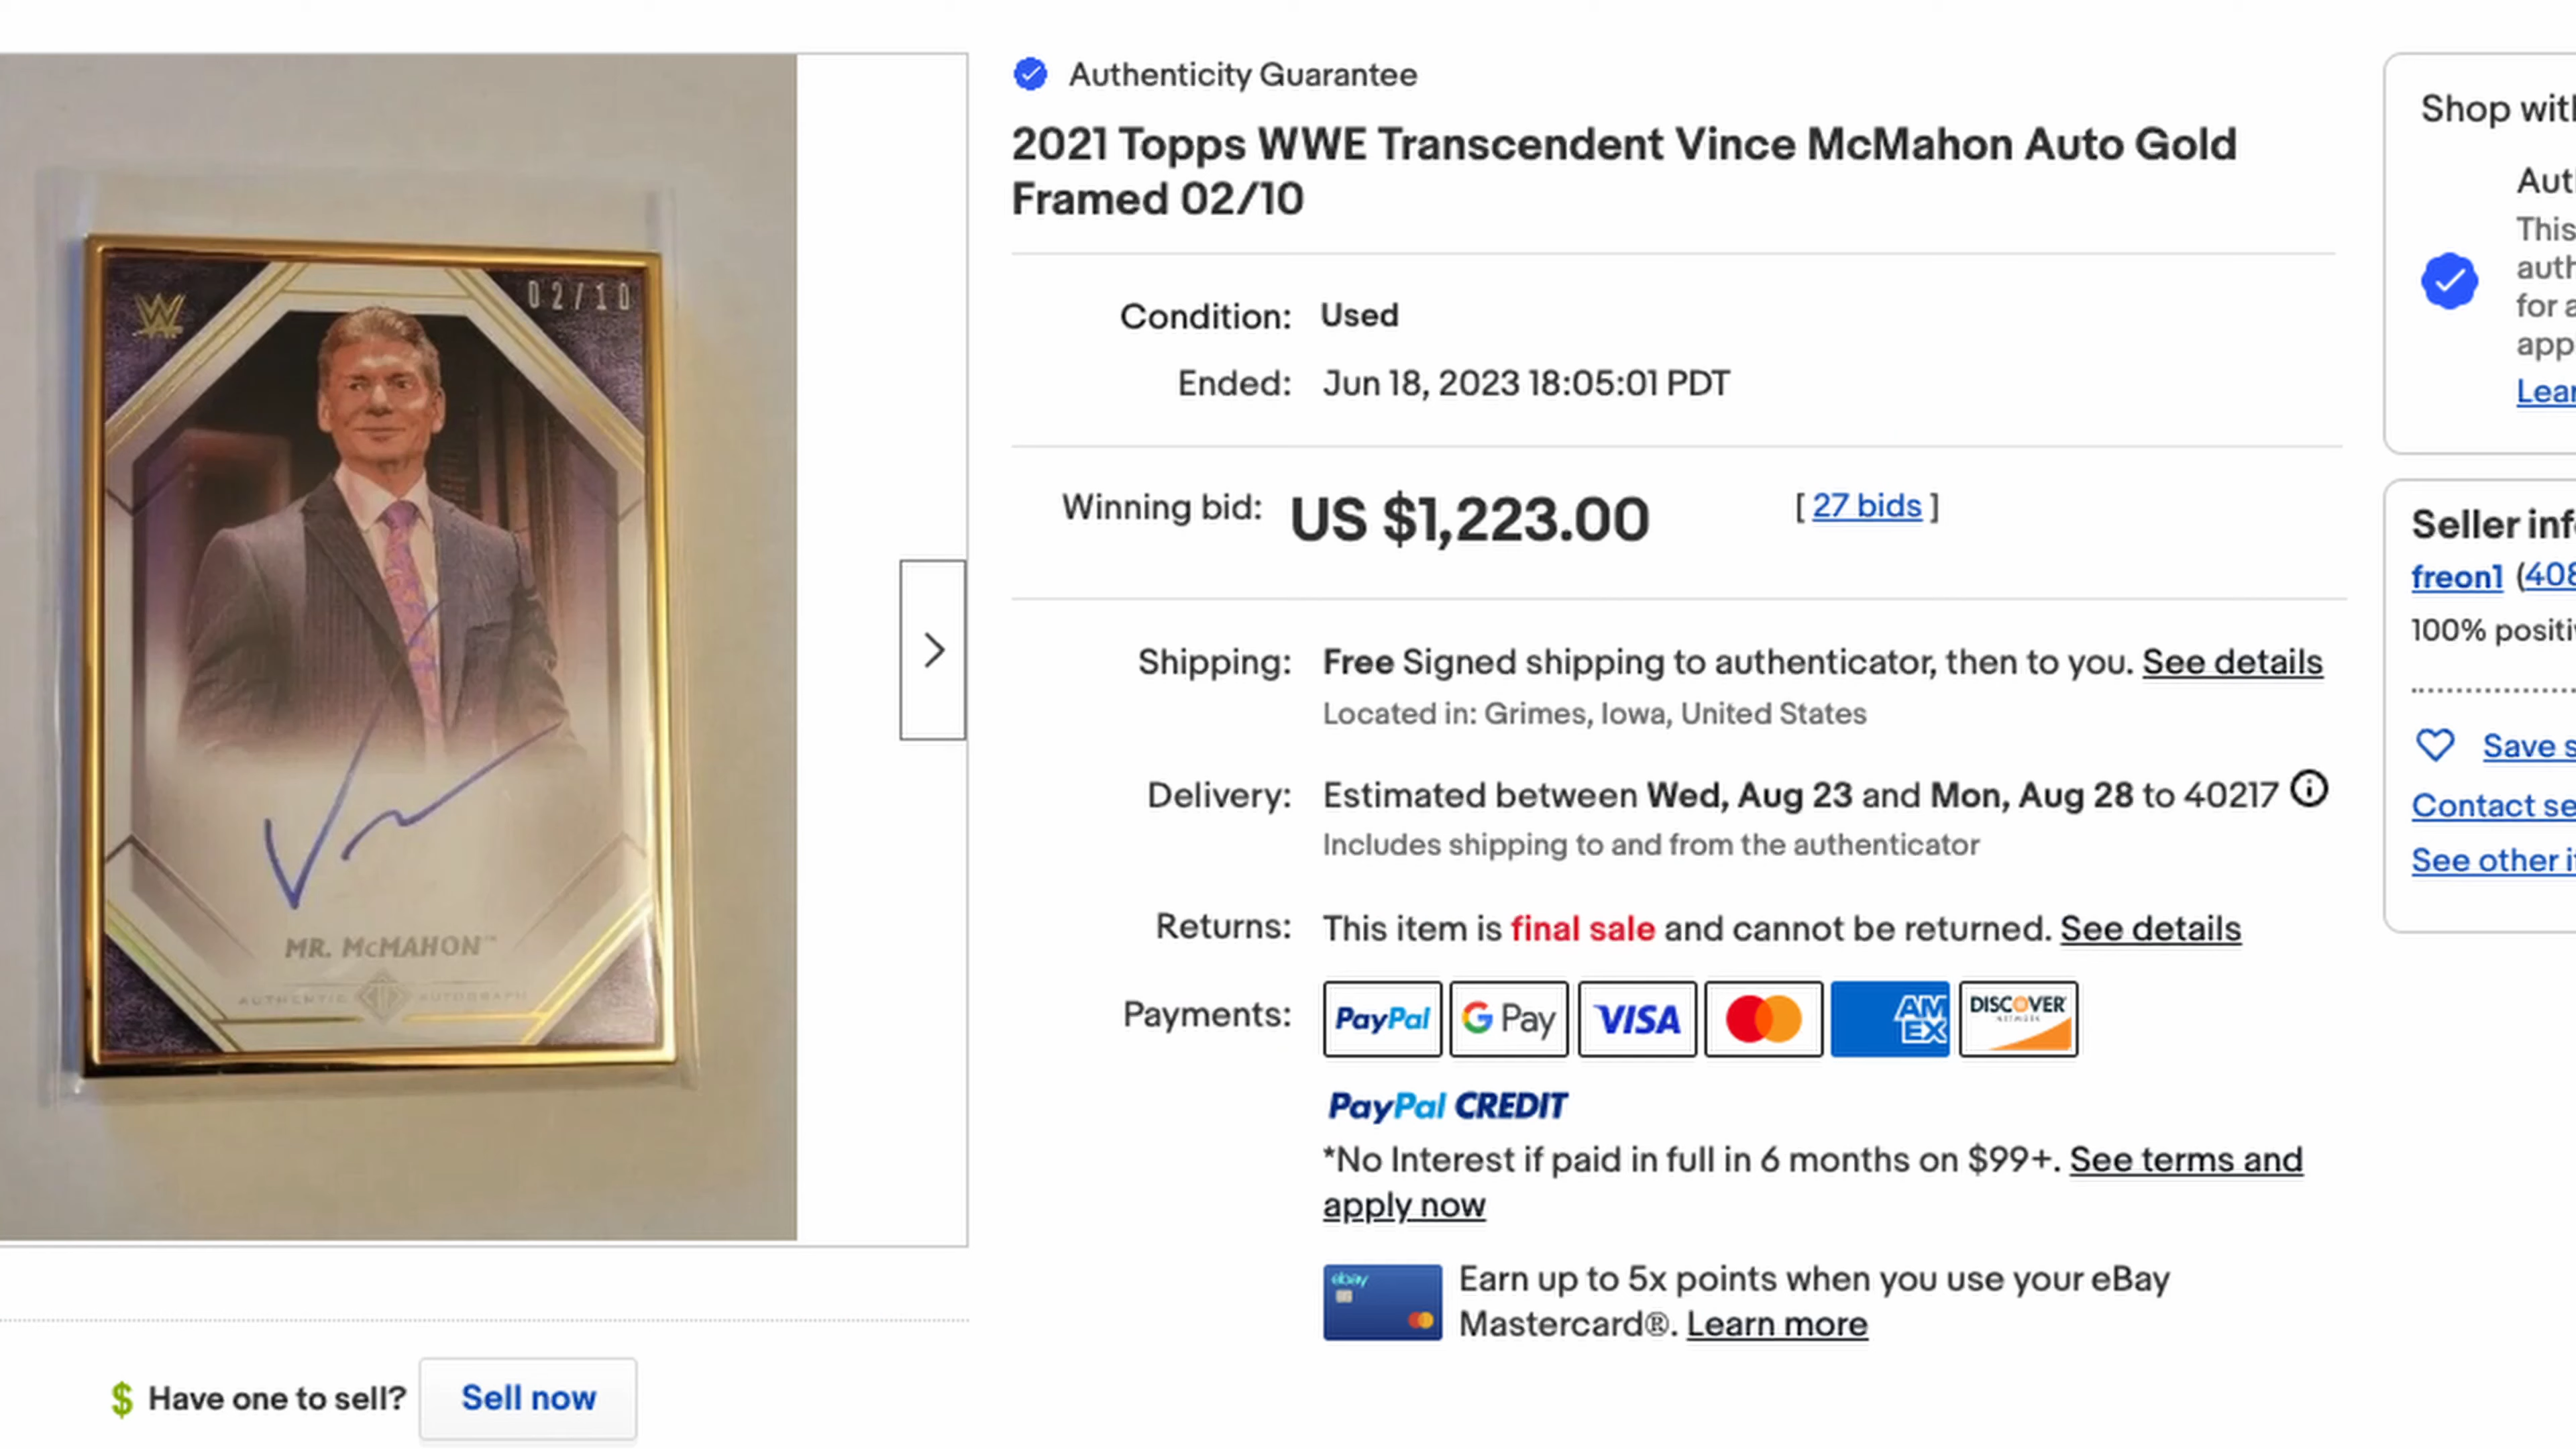 Authenticity Guarantee
2021 Topps WWE Transcendent Vince McMahon Auto Gold
Framed 02/10
Condition: Used
Ended: Jun 18, 2023 18:05:01 PDT
Winning bid: US $1,223.00 [ 27 bids ]
Shipping: Free Signed shipping to authenticator, then to you. See details
Located in: Grimes, Iowa, United States
Delivery: Estimated between Wed, Aug 23 and Mon, Aug 28 to 40217
Includes shipping to and from the authenticator
Returns: This item is final sale and cannot be returned. See details
Payments: PayPal G Pay VISA AM EX DISCOVER NETWORK
PayPal CREDIT
*No Interest if paid in full in 6 months on $99+. See terms and
apply now
ebay
Earn up to 5x points when you use your eBay
Mastercard®. Learn more
W
02/10
MR. McMAHON™
AUTHENTIC AUTOGRAPH
$ Have one to sell? Sell now
Shop with
Aut
This
auth
for a
app
Lear
Seller inf
freon1 (408
100% positi
Save s
Contact se
See other i